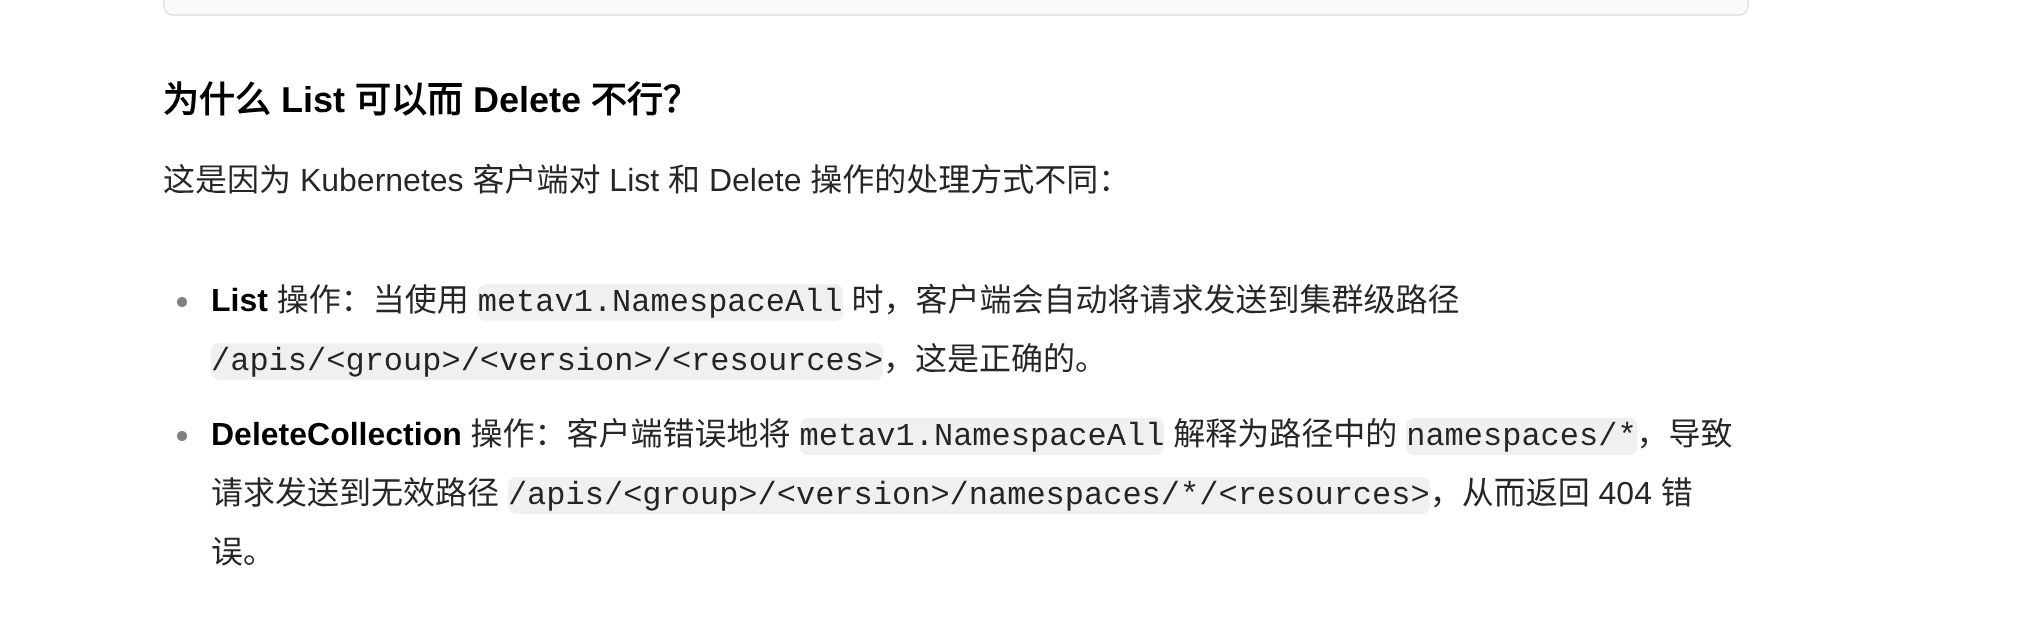 为什么 List 可以而 Delete 不行？
这是因为 Kubernetes 客户端对 List 和 Delete 操作的处理方式不同：
List 操作：当使用 metav1.NamespaceAll 时，客户端会自动将请求发送到集群级路径
/apis/<group>/<version>/<resources>，这是正确的。
DeleteCollection 操作：客户端错误地将 metav1.NamespaceAll 解释为路径中的 namespaces/*，导致
请求发送到无效路径 /apis/<group>/<version>/namespaces/*/<resources>，从而返回 404 错
误。